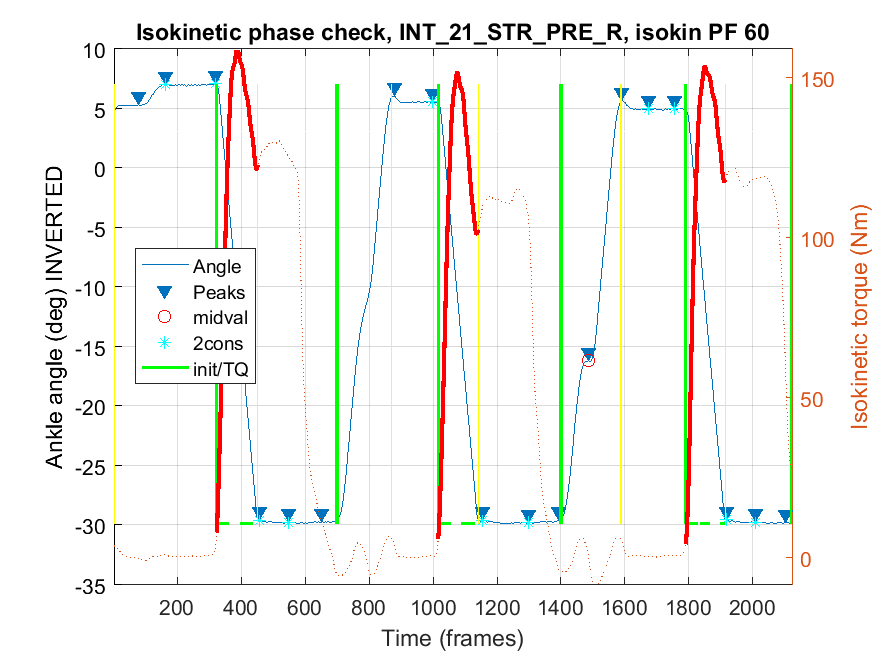 Isokinetic phase check, INT_21_STR_PRE_R, isokin PF 60
10
5
0
-5
-10
-15
-20
-25
-30
-35
Ankle angle (deg) INVERTED
Angle
Peaks
midval
2cons
init/TQ
150
100
50
0
Isokinetic torque (Nm)
200
400
600
800
1000
1200
1400
1600
1800
2000
Time (frames)